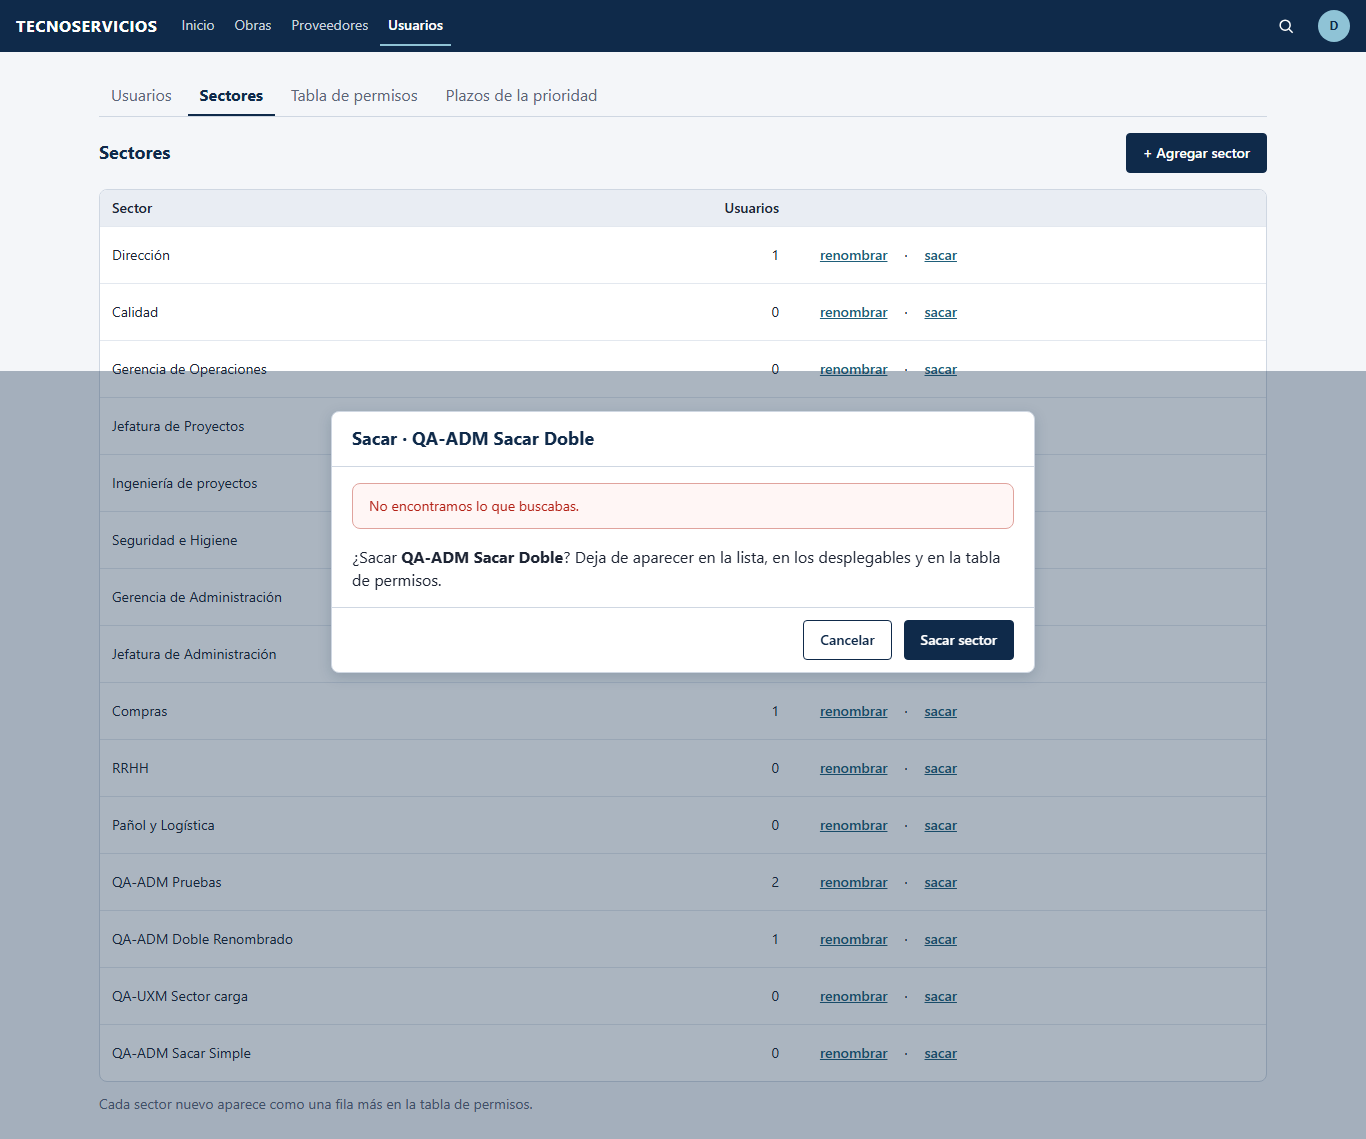 TECNOSERVICIOS Inicio Obras Proveedores Usuarios D
Usuarios Sectores Tabla de permisos Plazos de la prioridad
Sectores + Agregar sector
Sector Usuarios
Dirección 1 renombrar · sacar
Calidad 0 renombrar · sacar
Gerencia de Operaciones 0 renombrar · sacar
Jefatura de Proyectos
Ingeniería de proyectos
Seguridad e Higiene
Gerencia de Administración
Jefatura de Administración
Sacar · QA-ADM Sacar Doble
No encontramos lo que buscabas.
¿Sacar QA-ADM Sacar Doble? Deja de aparecer en la lista, en los desplegables y en la tabla
de permisos.
Cancelar Sacar sector
Compras 1 renombrar · sacar
RRHH 0 renombrar · sacar
Pañol y Logística 0 renombrar · sacar
QA-ADM Pruebas 2 renombrar · sacar
QA-ADM Doble Renombrado 1 renombrar · sacar
QA-UXM Sector carga 0 renombrar · sacar
QA-ADM Sacar Simple 0 renombrar · sacar
Cada sector nuevo aparece como una fila más en la tabla de permisos.